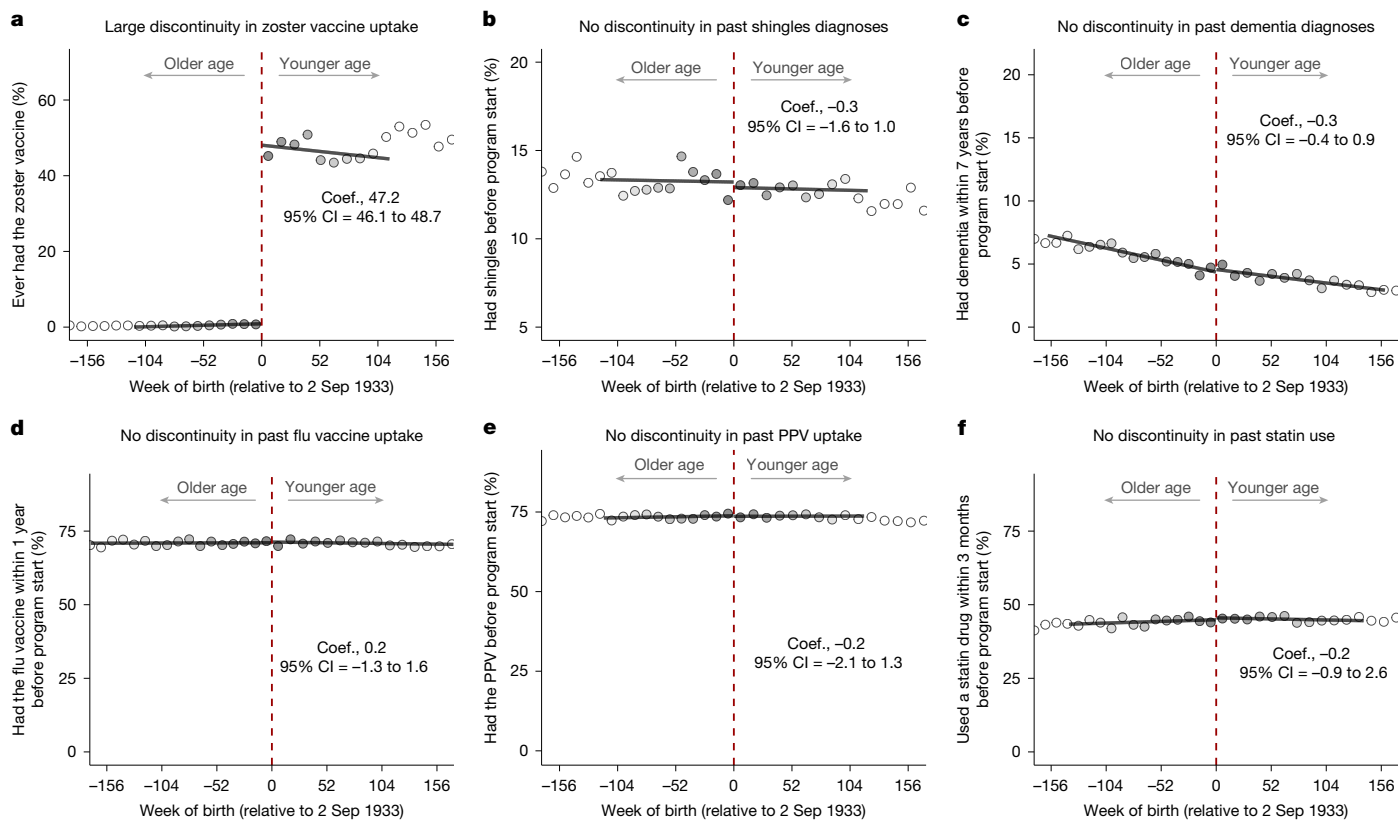 a Large discontinuity in zoster vaccine uptake
Older age Younger age
Ever had the zoster vaccine (%)
60
40
20
0
Coef., 47.2
95% CI = 46.1 to 48.7
−156 −104 −52 0 52 104 156
Week of birth (relative to 2 Sep 1933)
b No discontinuity in past shingles diagnoses
Older age Younger age
Had shingles before program start (%)
20
15
10
5
Coef., −0.3
95% CI = −1.6 to 1.0
−156 −104 −52 0 52 104 156
Week of birth (relative to 2 Sep 1933)
c No discontinuity in past dementia diagnoses
Older age Younger age
Had dementia within 7 years before
program start (%)
20
15
10
5
0
Coef., −0.3
95% CI = −0.4 to 0.9
−156 −104 −52 0 52 104 156
Week of birth (relative to 2 Sep 1933)
d No discontinuity in past flu vaccine uptake
Older age Younger age
Had the flu vaccine within 1 year
before program start (%)
75
50
25
0
Coef., 0.2
95% CI = −1.3 to 1.6
−156 −104 −52 0 52 104 156
Week of birth (relative to 2 Sep 1933)
e No discontinuity in past PPV uptake
Older age Younger age
Had the PPV before program start (%)
75
50
25
0
Coef., −0.2
95% CI = −2.1 to 1.3
−156 −104 −52 0 52 104 156
Week of birth (relative to 2 Sep 1933)
f No discontinuity in past statin use
Older age Younger age
Used a statin drug within 3 months
before program start (%)
75
50
25
0
Coef., −0.2
95% CI = −0.9 to 2.6
−156 −104 −52 0 52 104 156
Week of birth (relative to 2 Sep 1933)